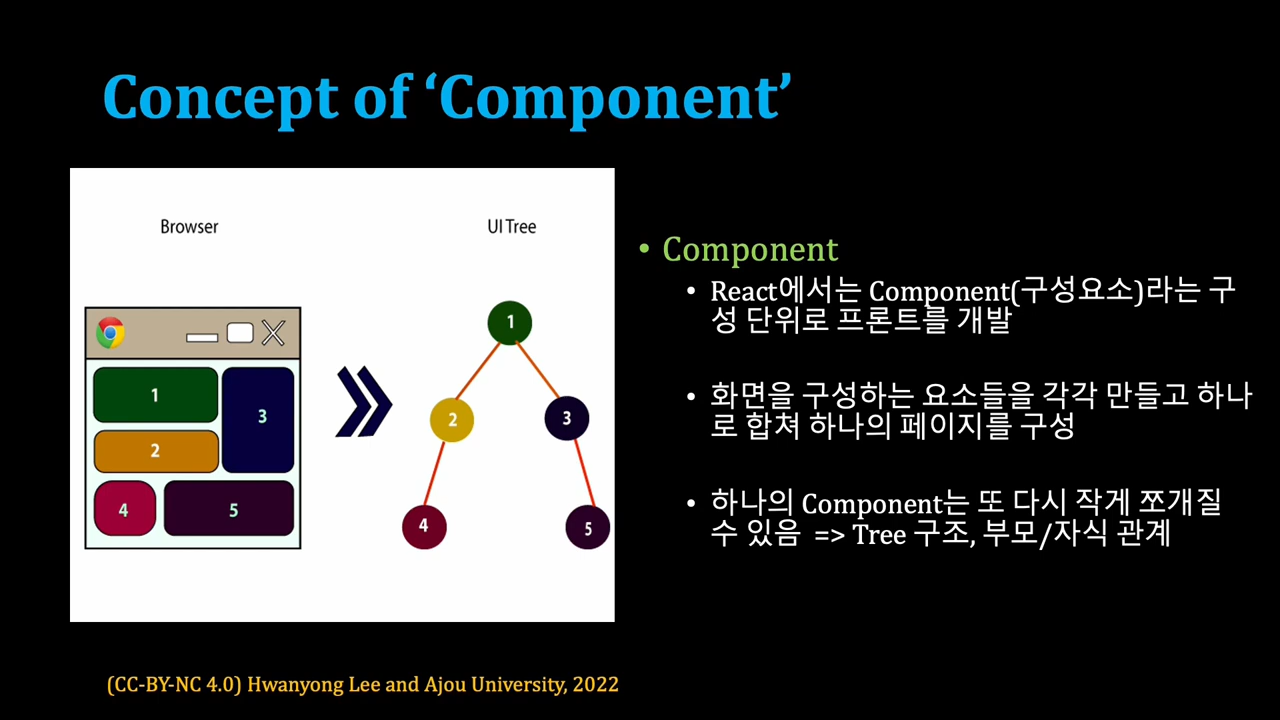 Concept of ‘Component’
Browser
UI Tree
1
2
3
4
5
1
2
3
4
5
• Component
• React에서는 Component(구성요소)라는 구
성 단위로 프론트를 개발
• 화면을 구성하는 요소들을 각각 만들고 하나
로 합쳐 하나의 페이지를 구성
• 하나의 Component는 또 다시 작게 쪼개질
수 있음 => Tree 구조, 부모/자식 관계
(CC-BY-NC 4.0) Hwanyong Lee and Ajou University, 2022